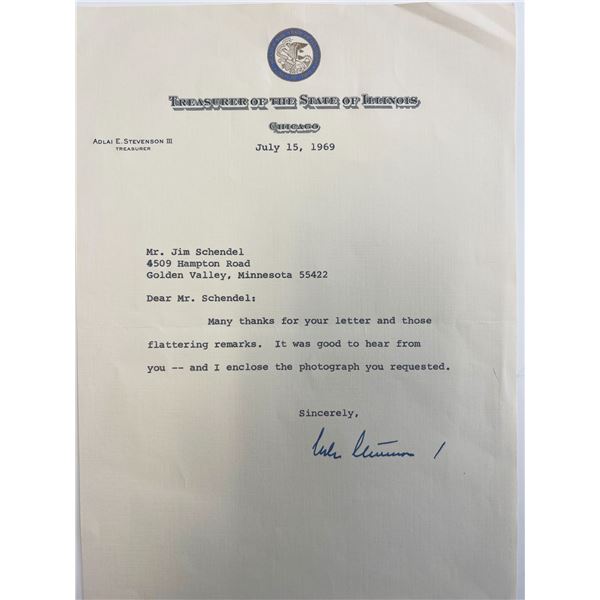 TREASURER OF THE STATE OF ILLINOIS
CHICAGO
ADLAI E. STEVENSON III
TREASURER
July 15, 1969
Mr. Jim Schendel
4509 Hampton Road
Golden Valley, Minnesota 55422
Dear Mr. Schendel:
Many thanks for your letter and those
flattering remarks. It was good to hear from
you -- and I enclose the photograph you requested.
Sincerely,
Adlai Stevenson